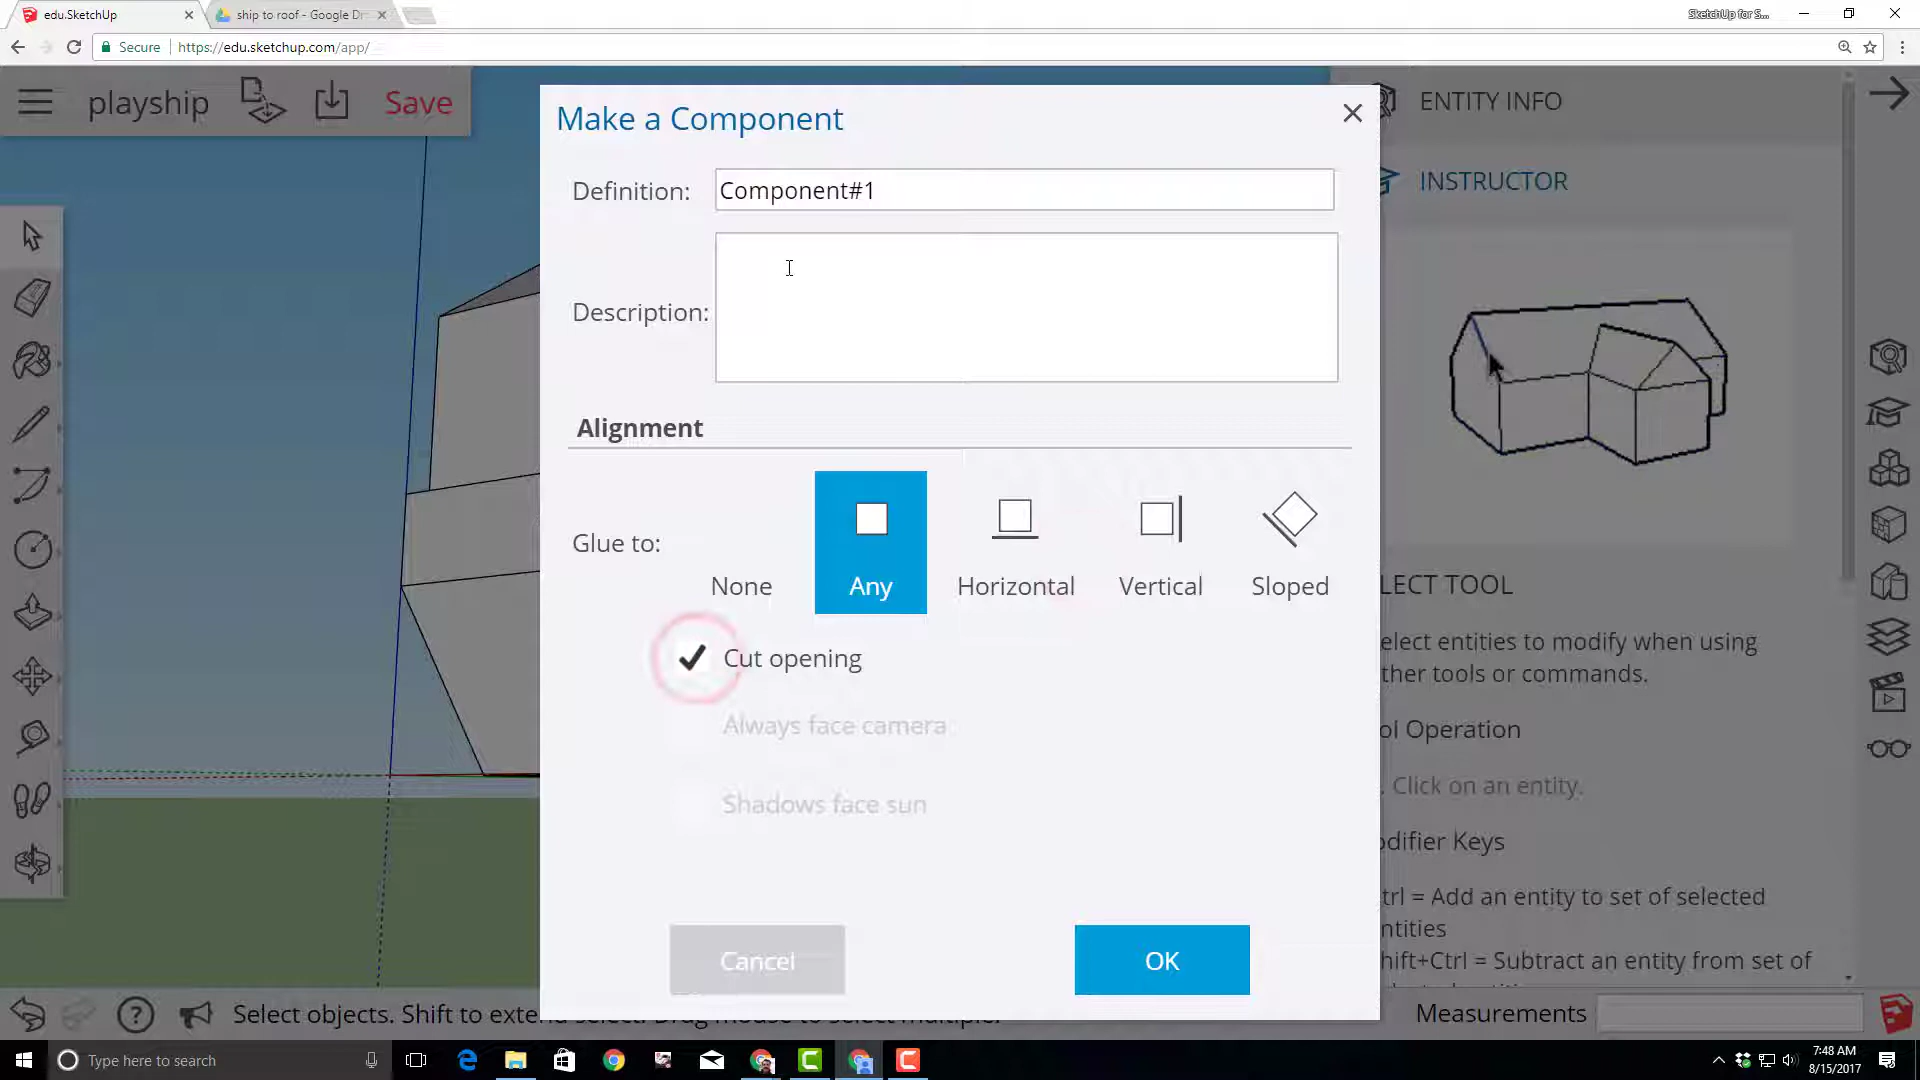 edu.SketchUp
ship to roof - Google Dr
SketchUp for S...
Secure
https://edu.sketchup.com/app/
playship
Save
Make a Component
Definition:
Component#1
Description:
Alignment
Glue to:
None
Any
Horizontal
Vertical
Sloped
Cut opening
Always face camera
Shadows face sun
Cancel
OK
ENTITY INFO
INSTRUCTOR
LECT TOOL
elect entities to modify when using
ther tools or commands.
ol Operation
. Click on an entity.
odifier Keys
trl = Add an entity to set of selected
ntities
hift+Ctrl = Subtract an entity from set of
Select objects. Shift to exten
Measurements
Type here to search
7:48 AM
8/15/2017